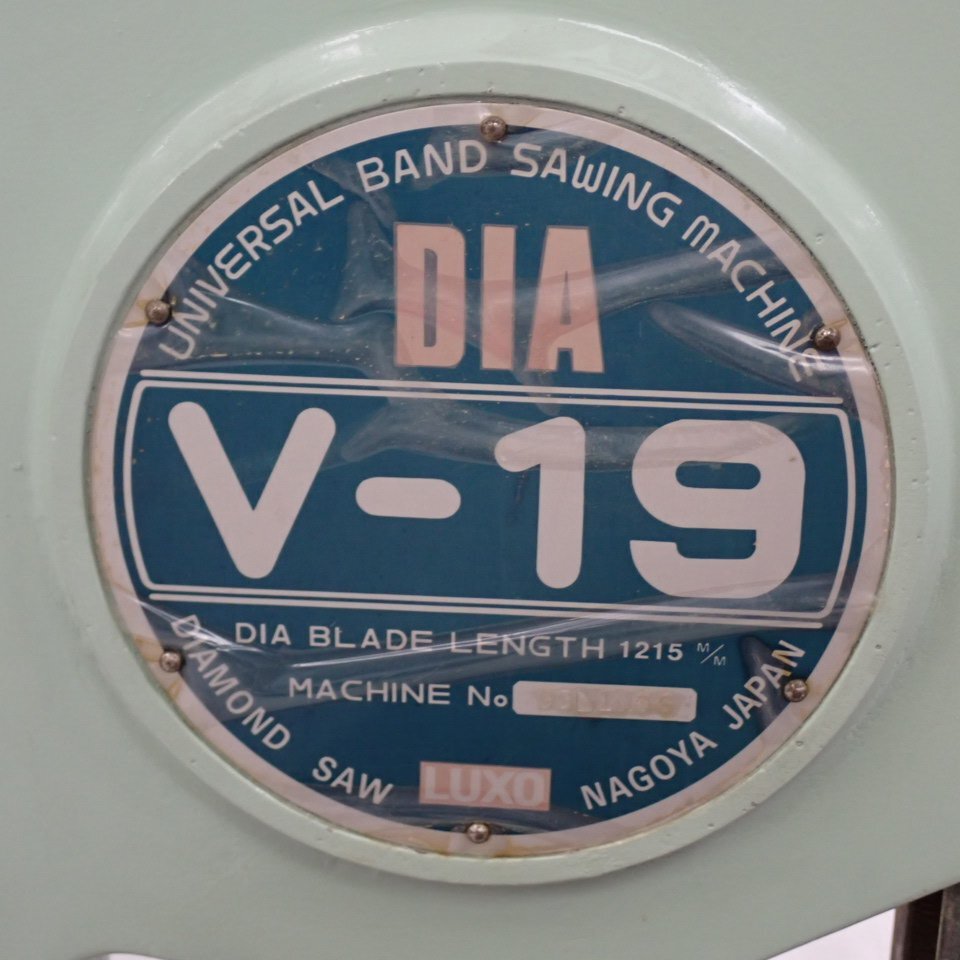 UNIVERSAL BAND SAWING MACHINE
DIA
V-19
DIA BLADE LENGTH 1215 M/M
MACHINE No
DIAMOND SAW LUXO NAGOYA JAPAN